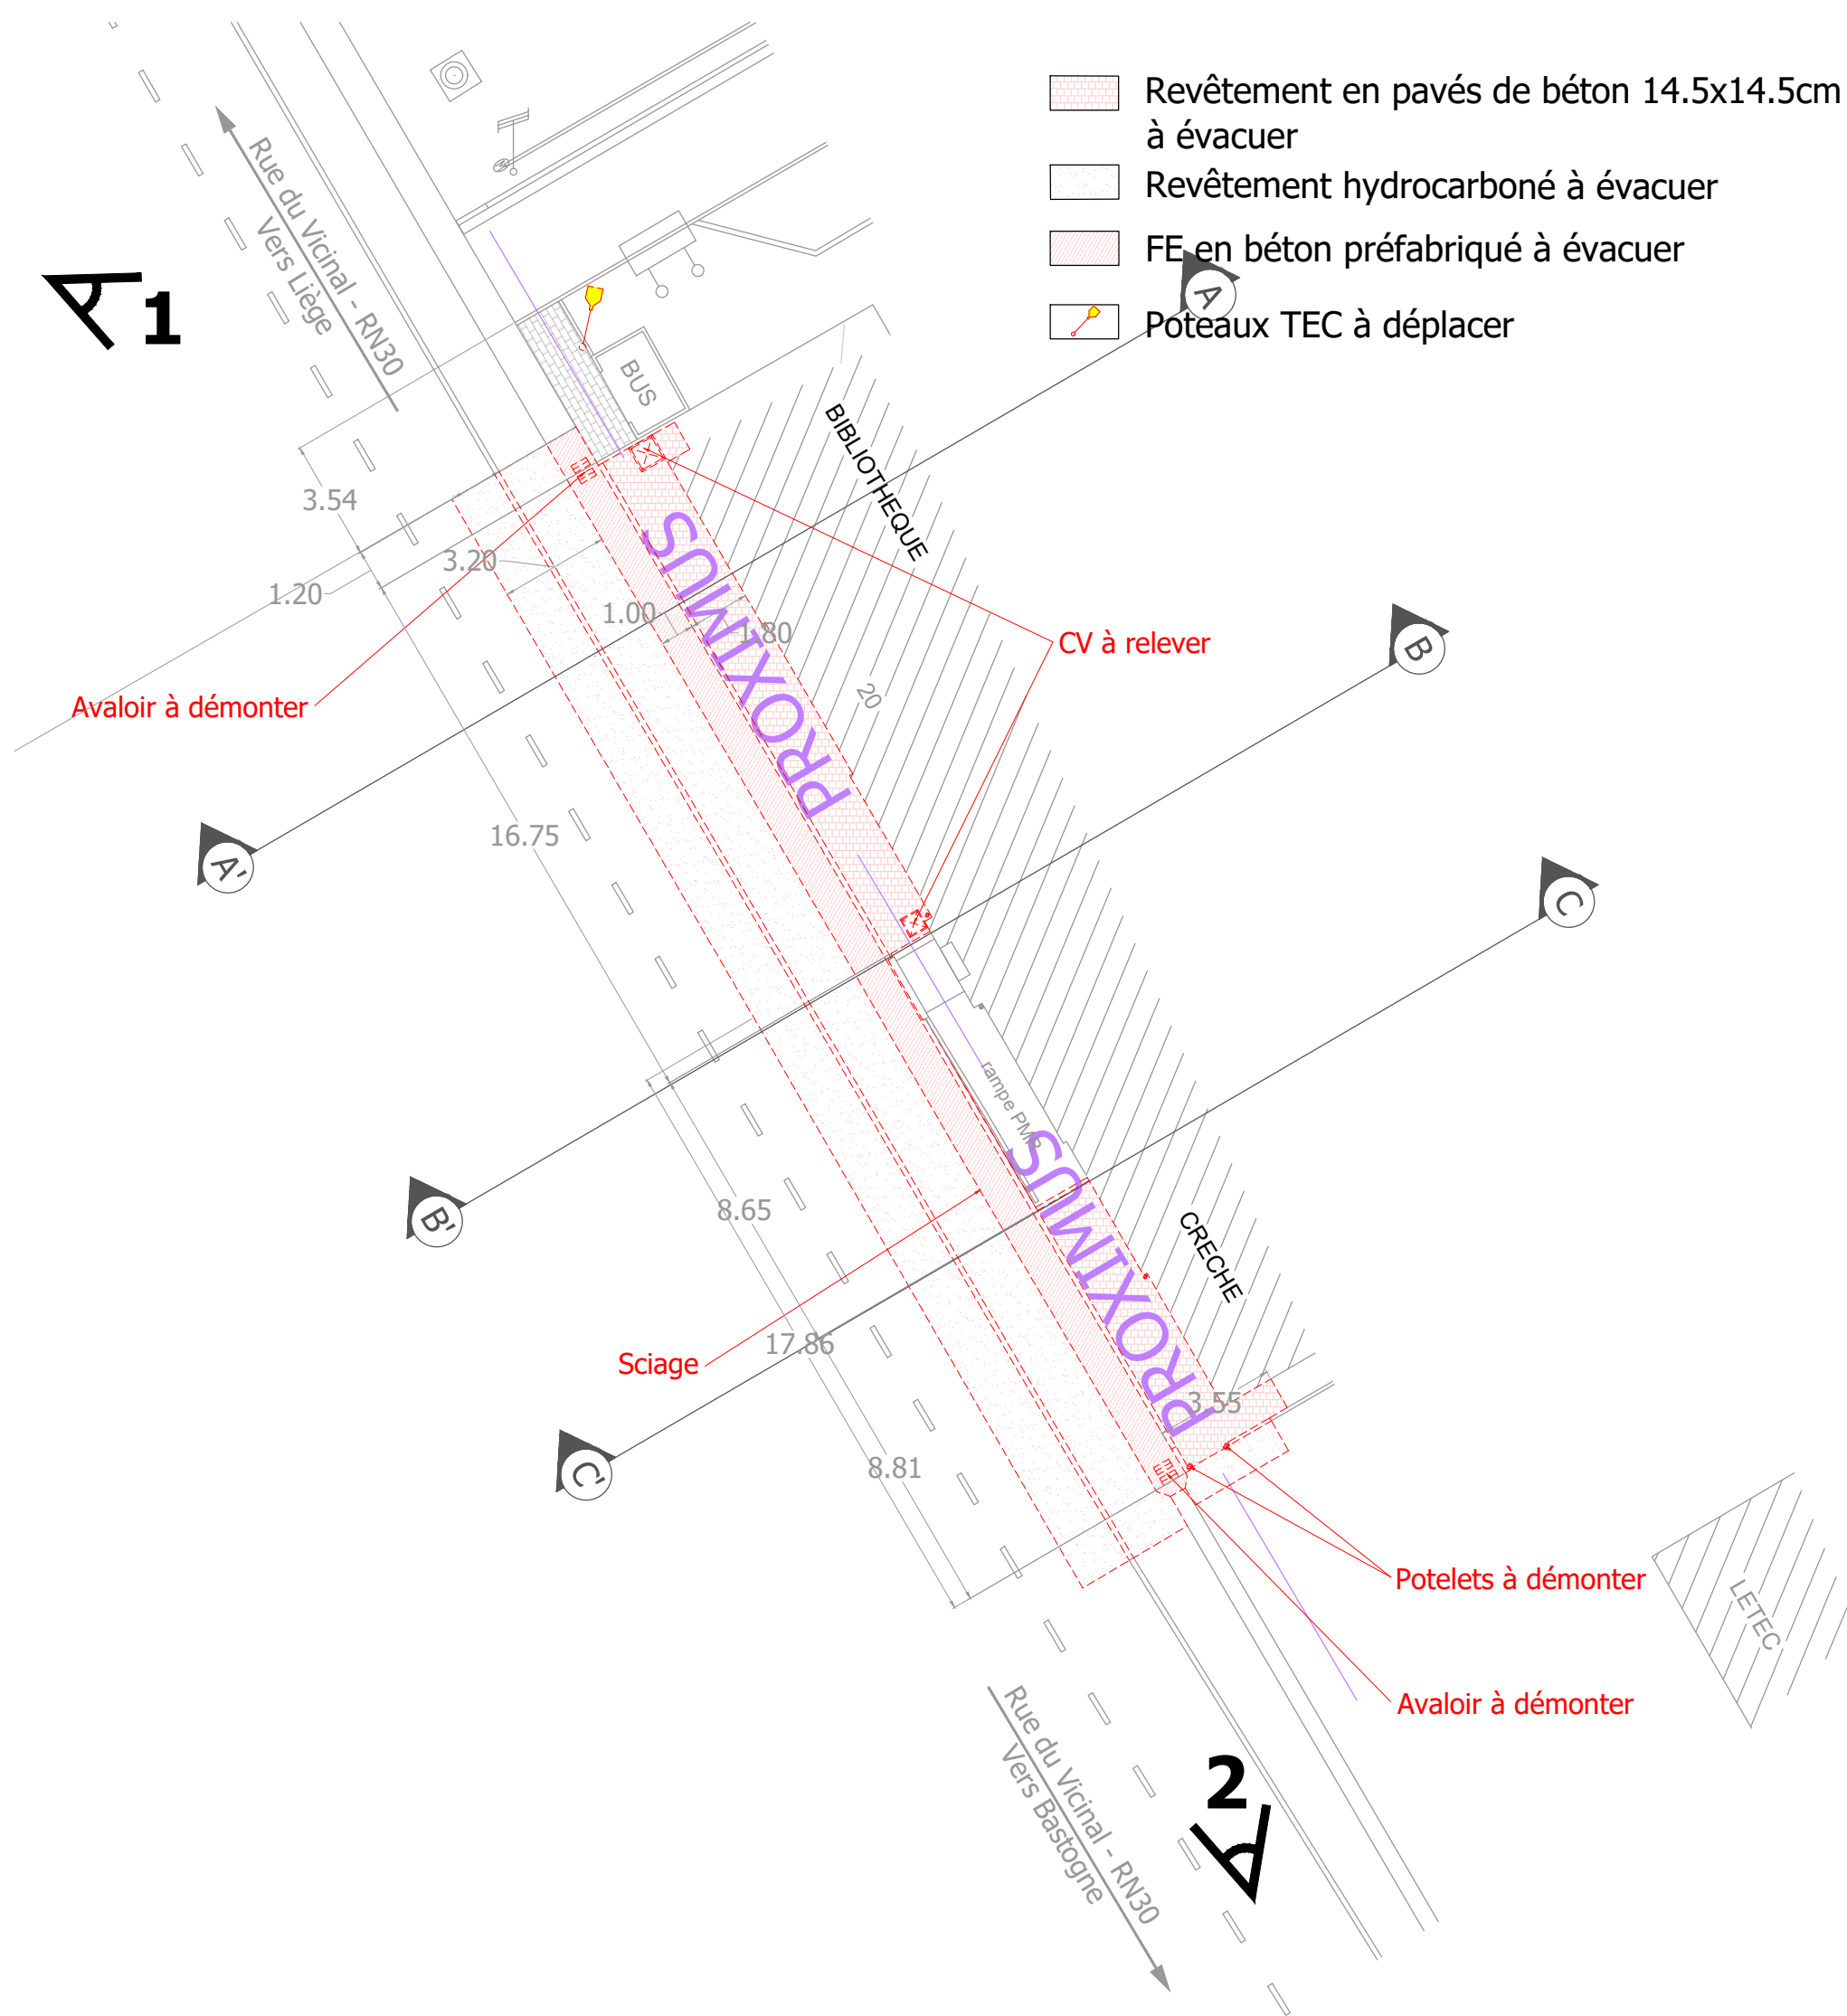 Revêtement en pavés de béton 14.5x14.5cm
à évacuer
Revêtement hydrocarboné à évacuer
FE en béton préfabriqué à évacuer
Poteaux TEC à déplacer
Rue du Vicinal - RN30
Vers Liège
1
A
BUS
BIBLIOTHEQUE
3.54
3.20
1.20
1.00
1.80
PROXIMUS
CV à relever
B
20
Avaloir à démonter
16.75
A'
C
rampe PMR
8.65
B'
PROXIMUS
CRECHE
17.86
Sciage
3.55
8.81
C'
Potelets à démonter
LETEC
Avaloir à démonter
Rue du Vicinal - RN30
Vers Bastogne
2